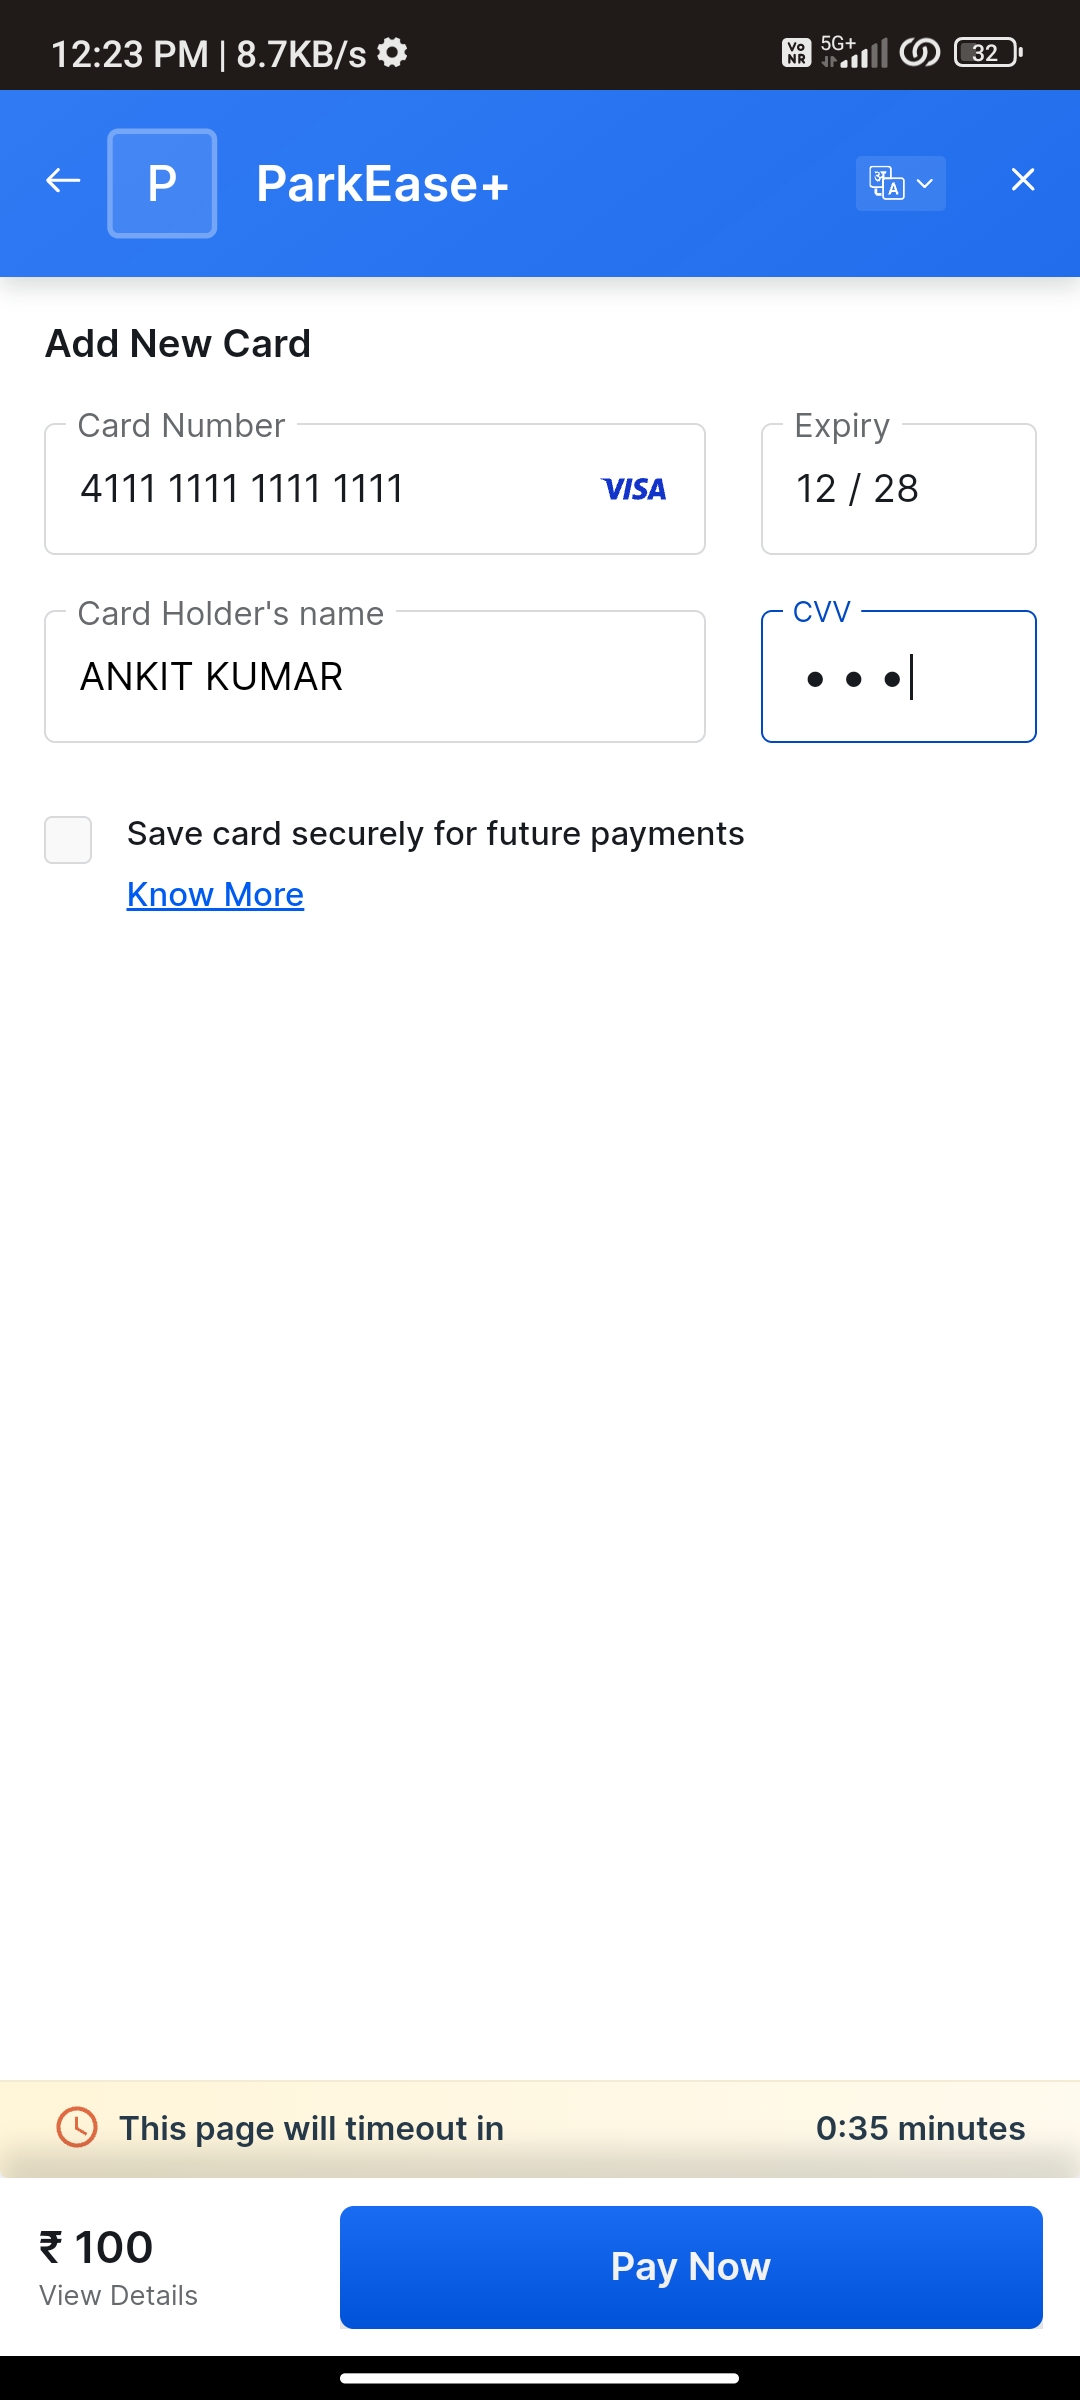 12:23 PM | 8.7KB/s
Vo NR 5G+ 32
P ParkEase+
अ A
Add New Card
Card Number
4111 1111 1111 1111 VISA
Expiry
12 / 28
Card Holder's name
ANKIT KUMAR
CVV
•••
Save card securely for future payments
Know More
This page will timeout in 0:35 minutes
₹ 100
View Details
Pay Now